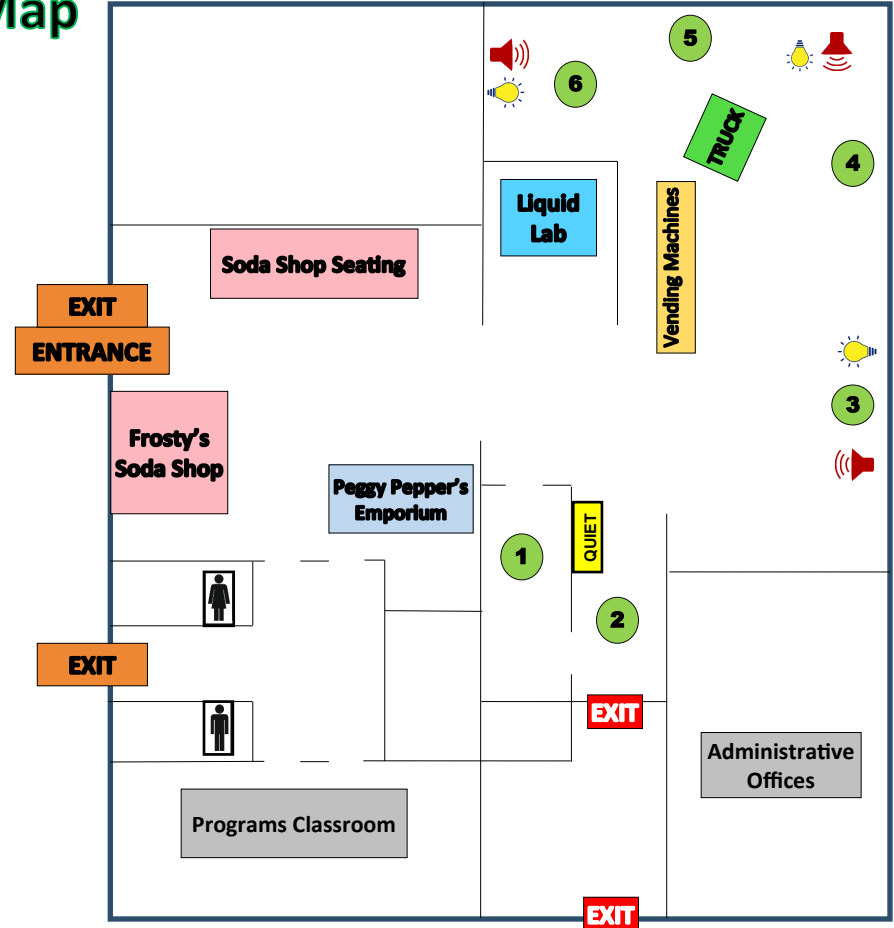 Map
5
6
TRUCK
4
Liquid
Lab
Vending Machines
Soda Shop Seating
EXIT
ENTRANCE
3
Frosty's
Soda Shop
Peggy Pepper's
Emporium
QUIET
1
2
EXIT
EXIT
Administrative
Offices
Programs Classroom
EXIT